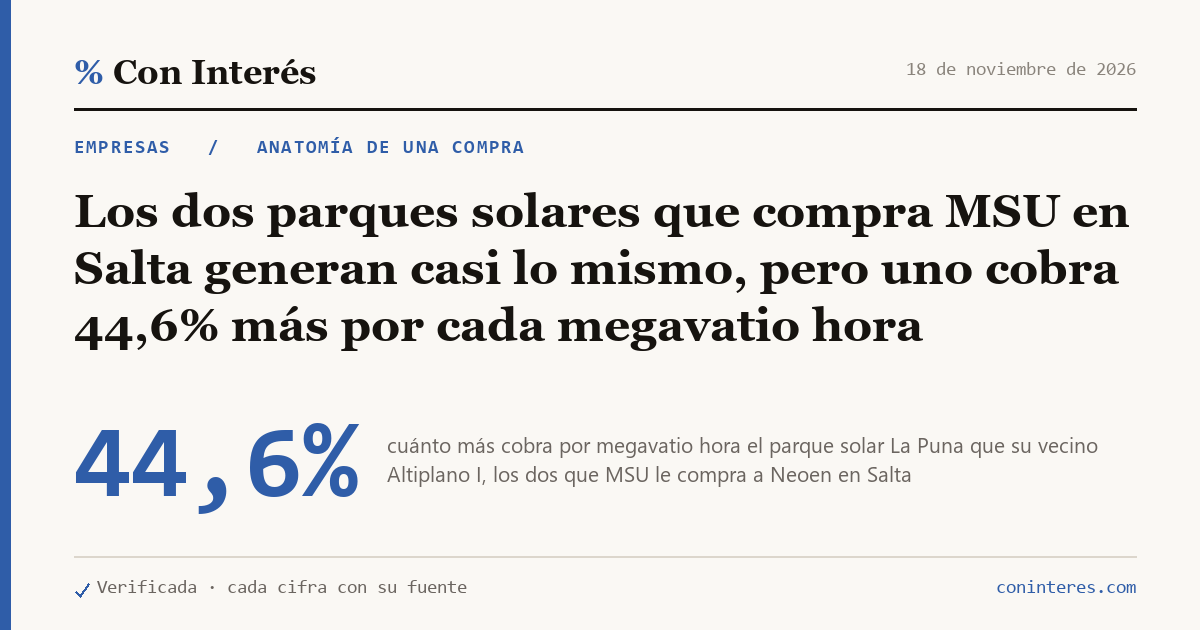 % Con Interés
18 de noviembre de 2026
EMPRESAS / ANATOMÍA DE UNA COMPRA
Los dos parques solares que compra MSU en
Salta generan casi lo mismo, pero uno cobra
44,6% más por cada megavatio hora
44,6%
cuánto más cobra por megavatio hora el parque solar La Puna que su vecino
Altiplano I, los dos que MSU le compra a Neoen en Salta
Verificada · cada cifra con su fuente
coninteres.com